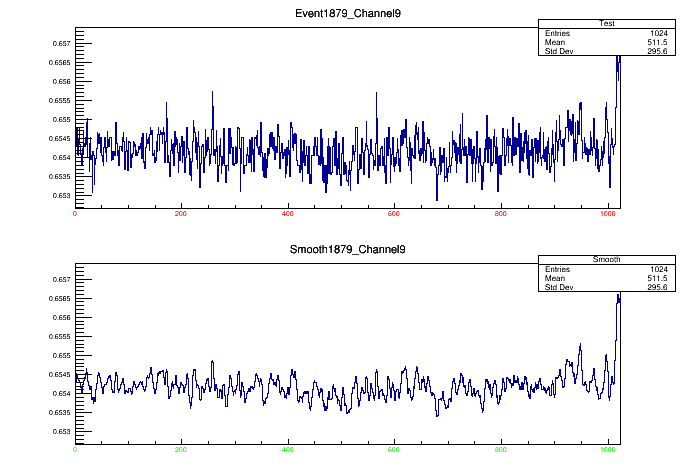 Event1879_Channel9
Test
Entries 1024
Mean 511.5
Std Dev 295.6
0.657
0.6565
0.656
0.6555
0.655
0.6545
0.654
0.6535
0.653
0 200 400 600 800 1000
Smooth1879_Channel9
Smooth
Entries 1024
Mean 511.5
Std Dev 295.6
0.657
0.6565
0.656
0.6555
0.655
0.6545
0.654
0.6535
0.653
0 200 400 600 800 1000